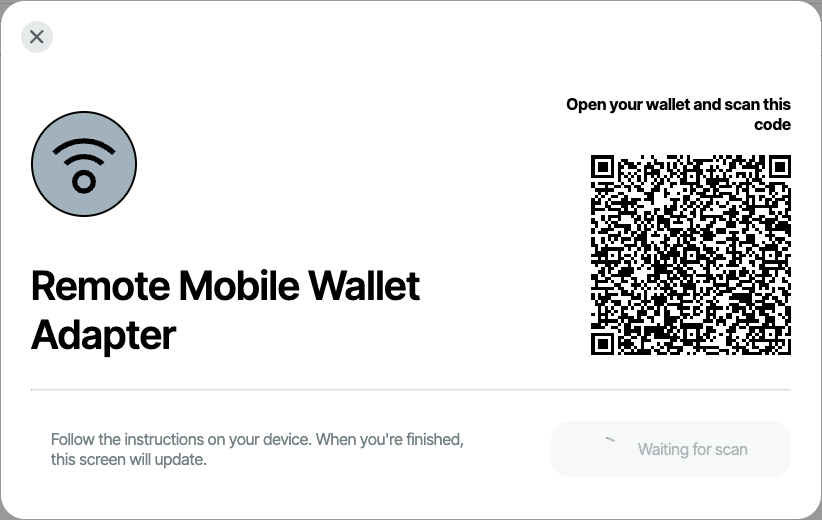 Open your wallet and scan this
code
Remote Mobile Wallet
Adapter
Follow the instructions on your device. When you're finished,
this screen will update.
Waiting for scan